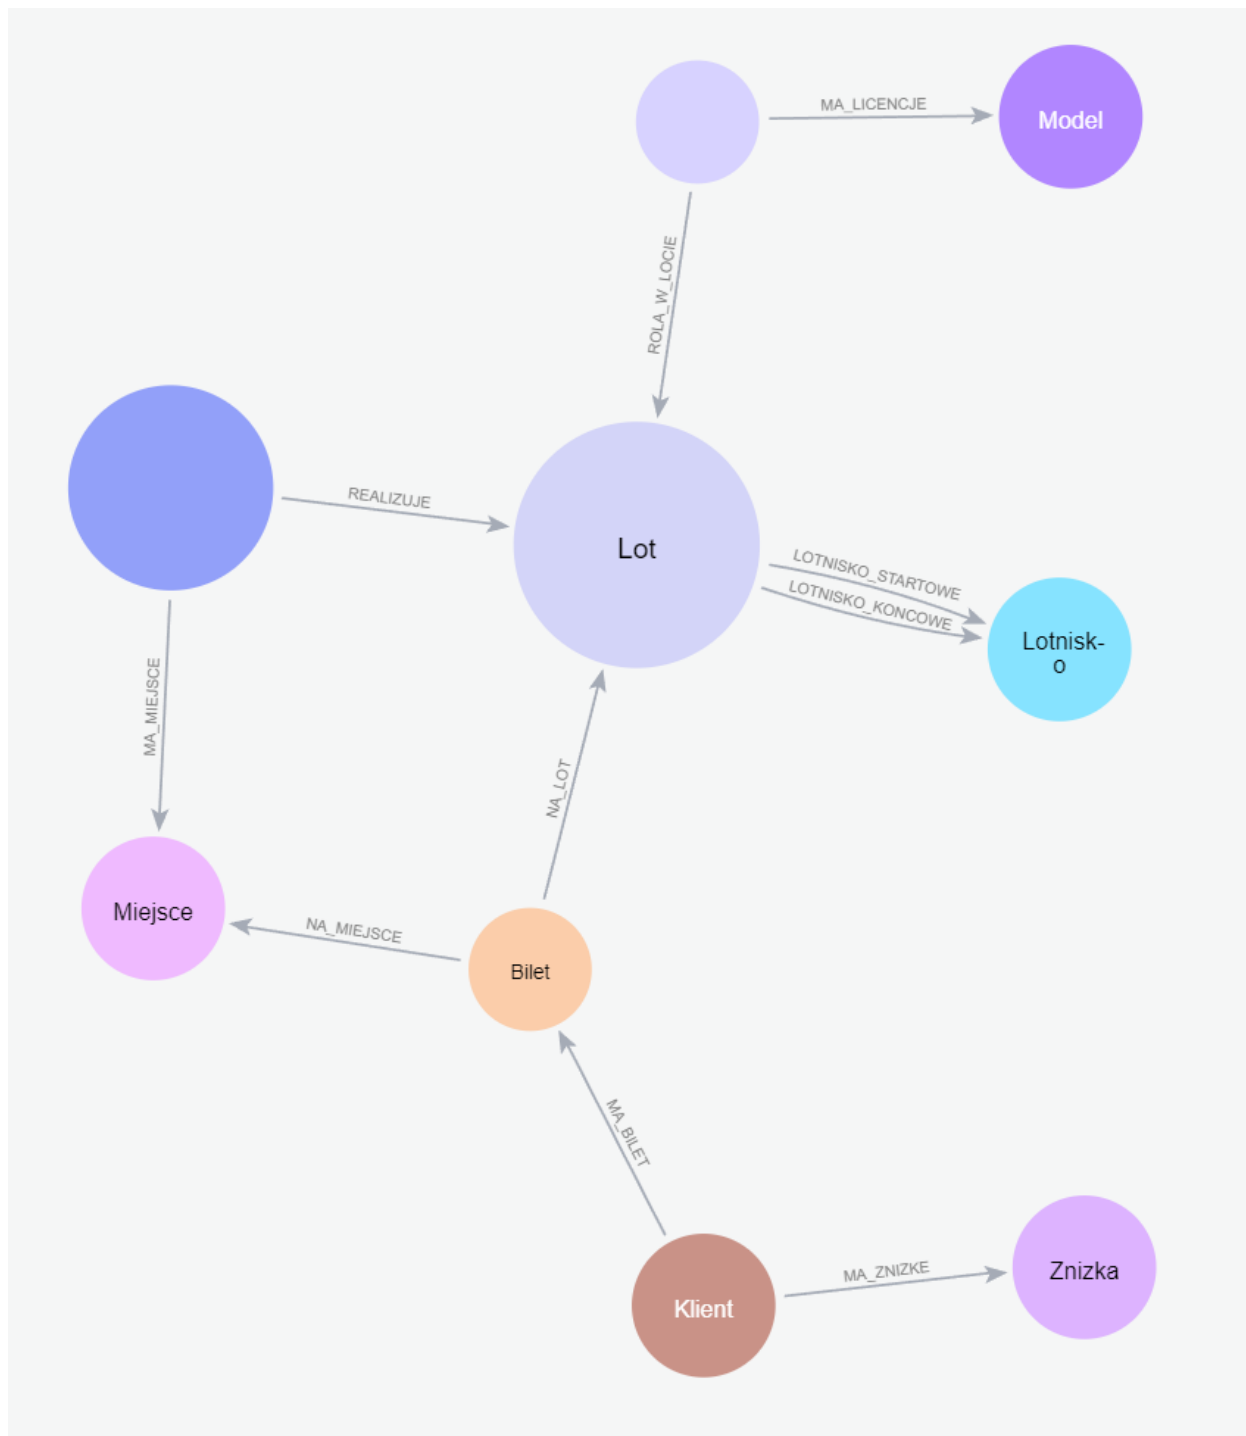 MA_LICENCJE
Model
ROLA_W_LOCIE
REALIZUJE
Lot
LOTNISKO_STARTOWE
LOTNISKO_KONCOWE
Lotnisk-
o
MA_MIEJSCE
NA_LOT
Miejsce
NA_MIEJSCE
Bilet
MA_BILET
Klient
MA_ZNIZKE
Znizka